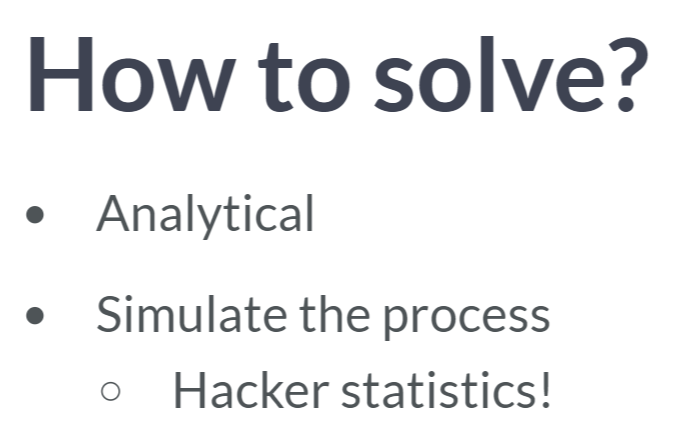 How to solve?
Analytical
Simulate the process
Hacker statistics!